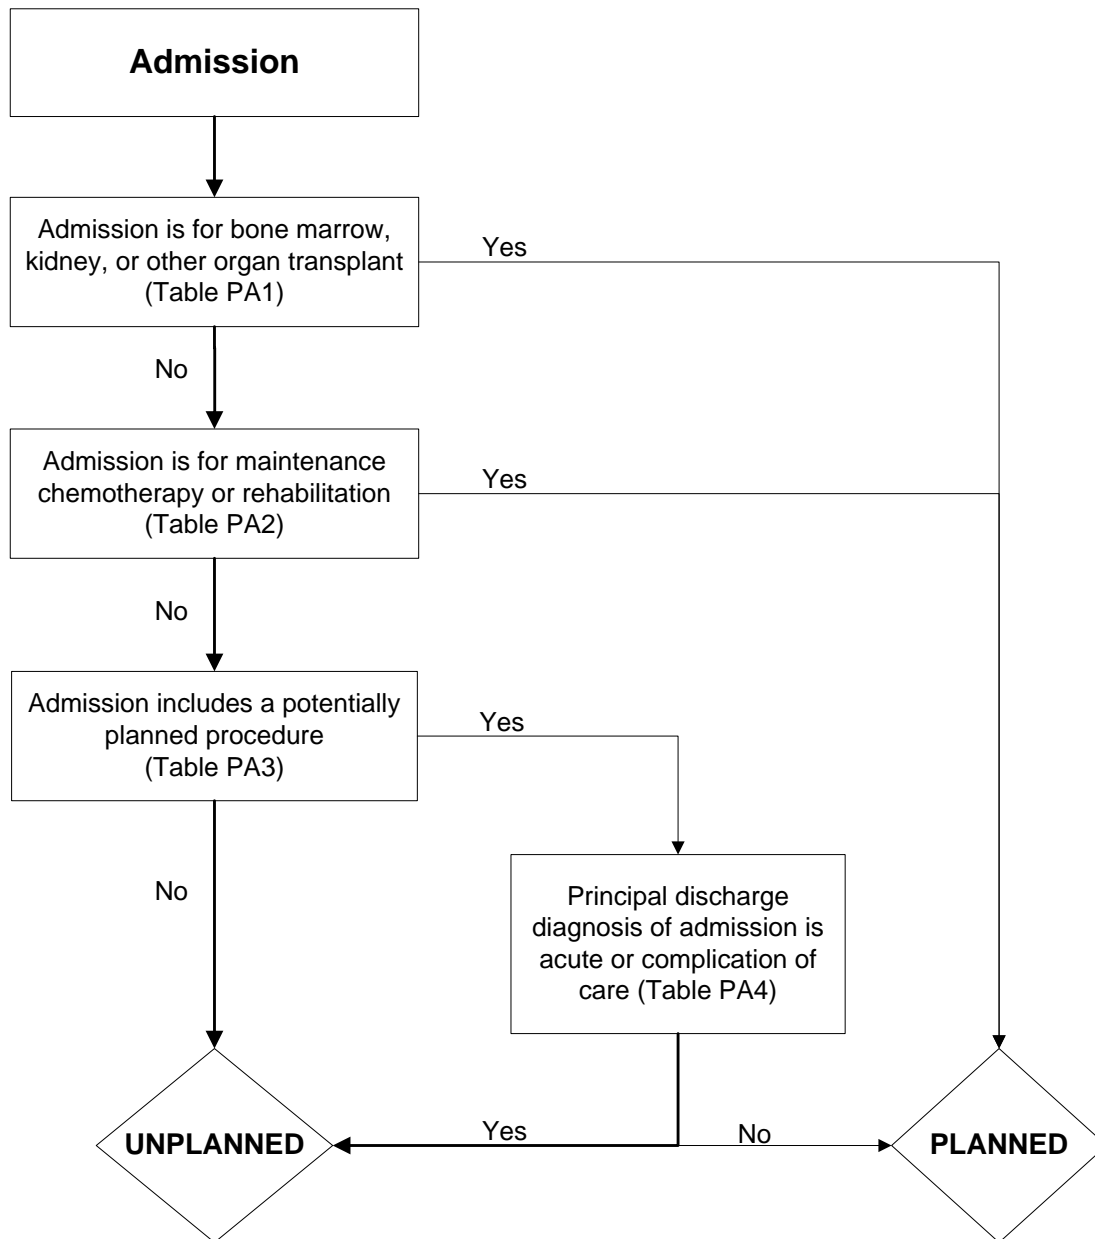 Admission
Admission is for bone marrow,
kidney, or other organ transplant
(Table PA1)
Yes
No
Admission is for maintenance
chemotherapy or rehabilitation
(Table PA2)
Yes
No
Admission includes a potentially
planned procedure
(Table PA3)
Yes
No
Principal discharge
diagnosis of admission is
acute or complication of
care (Table PA4)
UNPLANNED
Yes
No
PLANNED